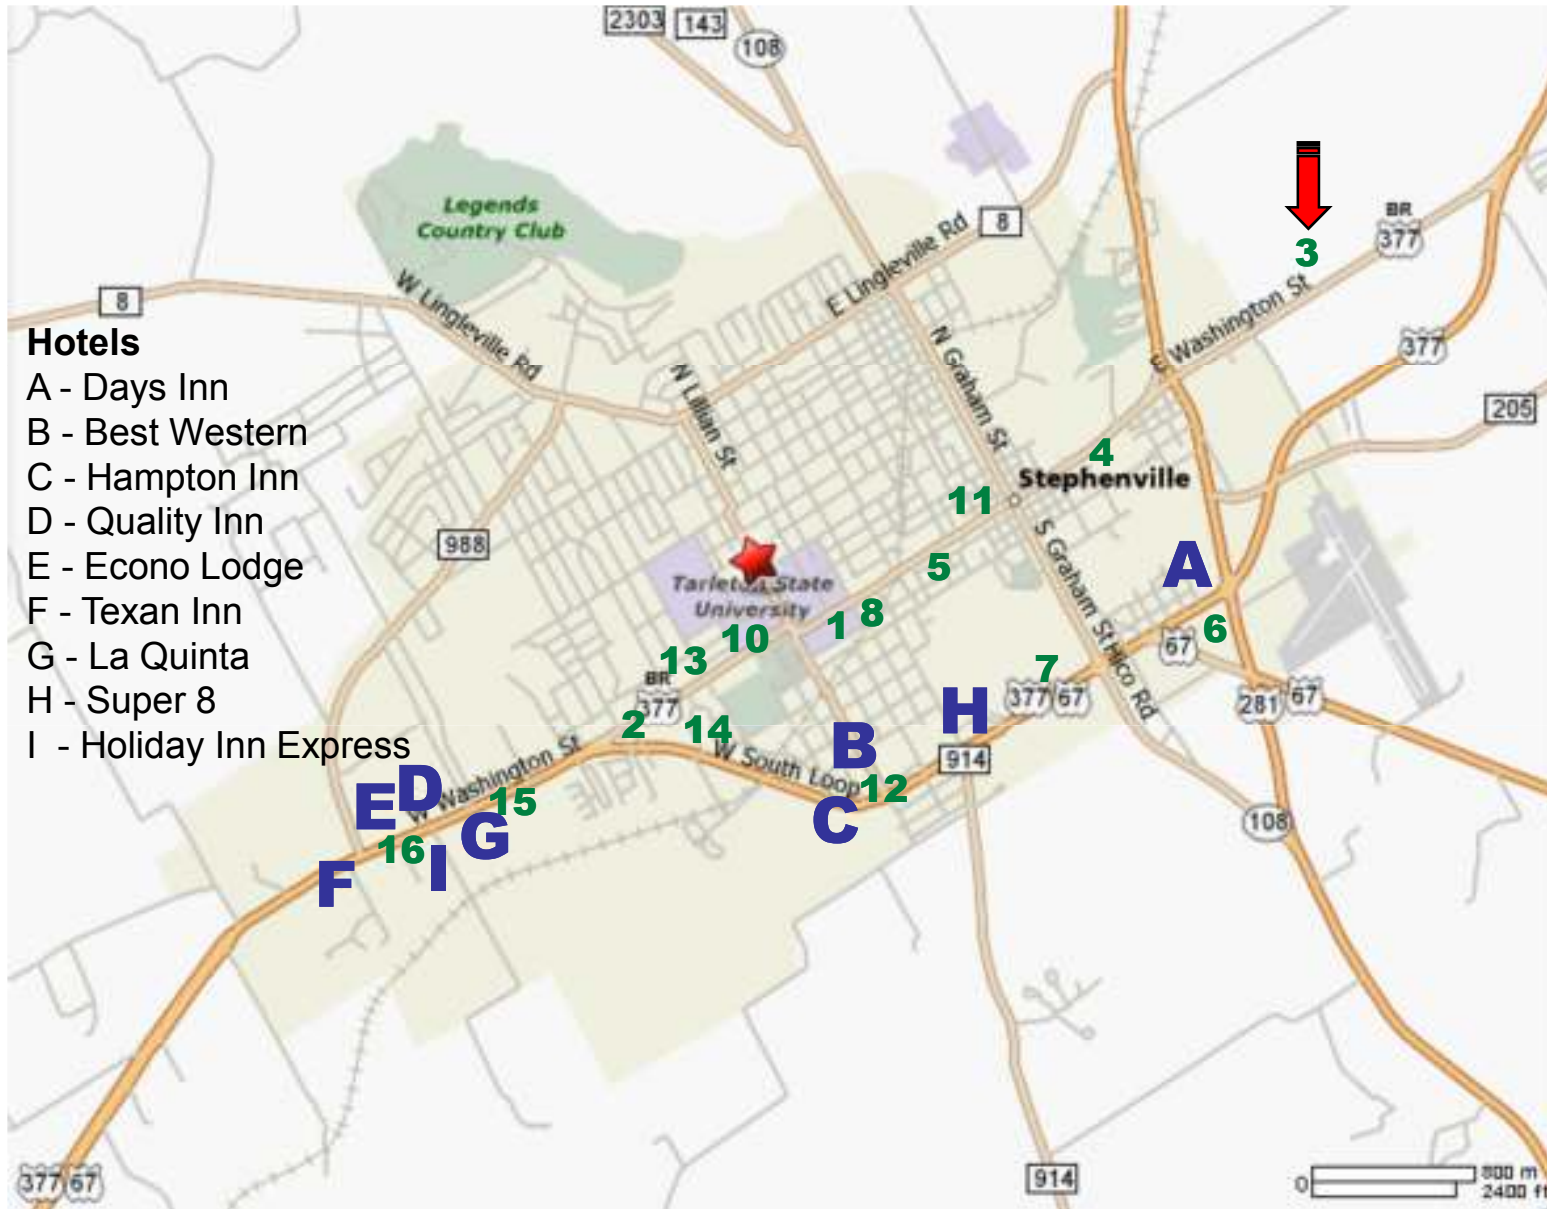 2303
143
108
Legends
Country Club
8
E Lingleville Rd
BR
377
3
8
W Lingleville Rd
E Washington St
Hotels
A - Days Inn
B - Best Western
C - Hampton Inn
D - Quality Inn
E - Econo Lodge
F - Texan Inn
G - La Quinta
H - Super 8
I - Holiday Inn Express
N Lillian St
N Graham St
377
205
4
Stephenville
11
988
S Graham St
5
A
Tarleton State
University
1
8
10
6
67
13
7
Hico Rd
BR
377
377
67
281
67
2
14
H
B
W South Loop
914
W Washington St
E
D
15
12
C
G
108
16
I
F
377
67
914
0
800 m
2400 ft